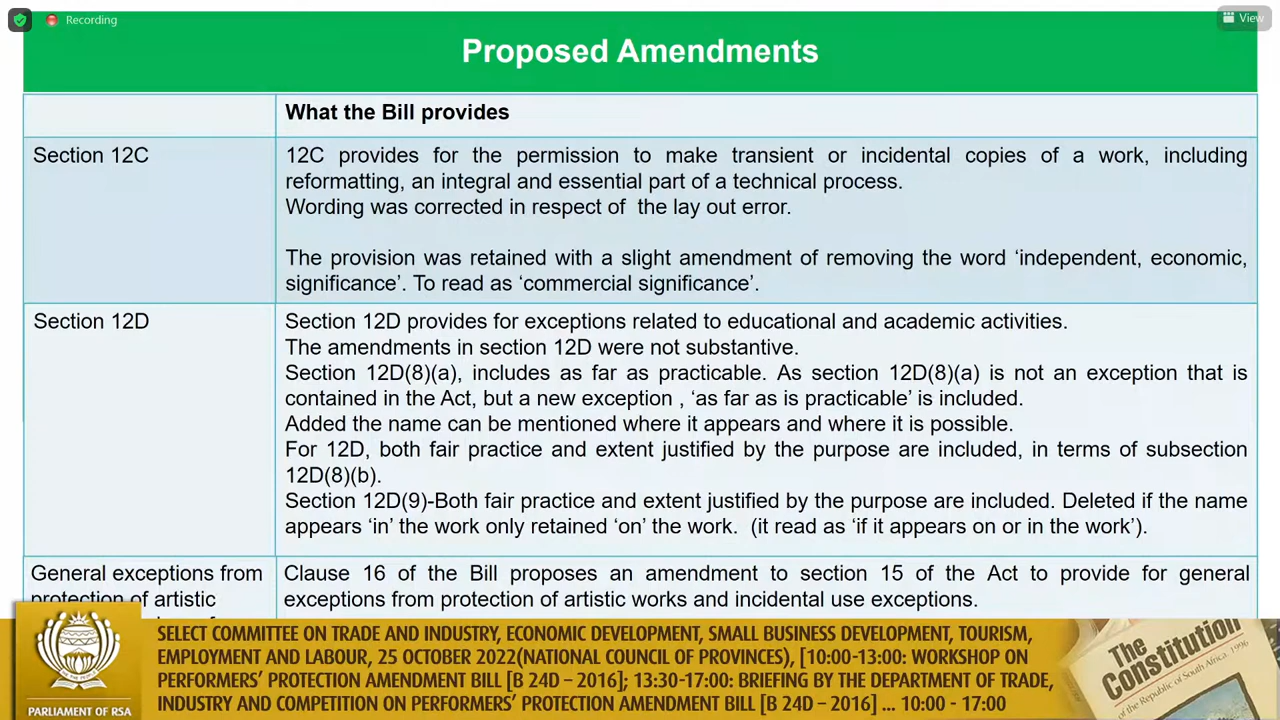 Recording
View
Proposed Amendments
What the Bill provides
Section 12C
12C provides for the permission to make transient or incidental copies of a work, including
reformatting, an integral and essential part of a technical process.
Wording was corrected in respect of the lay out error.
The provision was retained with a slight amendment of removing the word ‘independent, economic,
significance’. To read as ‘commercial significance’.
Section 12D
Section 12D provides for exceptions related to educational and academic activities.
The amendments in section 12D were not substantive.
Section 12D(8)(a), includes as far as practicable. As section 12D(8)(a) is not an exception that is
contained in the Act, but a new exception , ‘as far as is practicable’ is included.
Added the name can be mentioned where it appears and where it is possible.
For 12D, both fair practice and extent justified by the purpose are included, in terms of subsection
12D(8)(b).
Section 12D(9)-Both fair practice and extent justified by the purpose are included. Deleted if the name
appears ‘in’ the work only retained ‘on’ the work. (it read as ‘if it appears on or in the work’).
General exceptions from
protection of artistic
Clause 16 of the Bill proposes an amendment to section 15 of the Act to provide for general
exceptions from protection of artistic works and incidental use exceptions.
SELECT COMMITTEE ON TRADE AND INDUSTRY, ECONOMIC DEVELOPMENT, SMALL BUSINESS DEVELOPMENT, TOURISM,
EMPLOYMENT AND LABOUR, 25 OCTOBER 2022(NATIONAL COUNCIL OF PROVINCES), [10:00-13:00: WORKSHOP ON
PERFORMERS’ PROTECTION AMENDMENT BILL [B 24D – 2016]; 13:30-17:00: BRIEFING BY THE DEPARTMENT OF TRADE,
INDUSTRY AND COMPETITION ON PERFORMERS’ PROTECTION AMENDMENT BILL [B 24D – 2016] ... 10:00 - 17:00
PARLIAMENT OF RSA
The
Constitution
of the Republic of South Africa, 1996